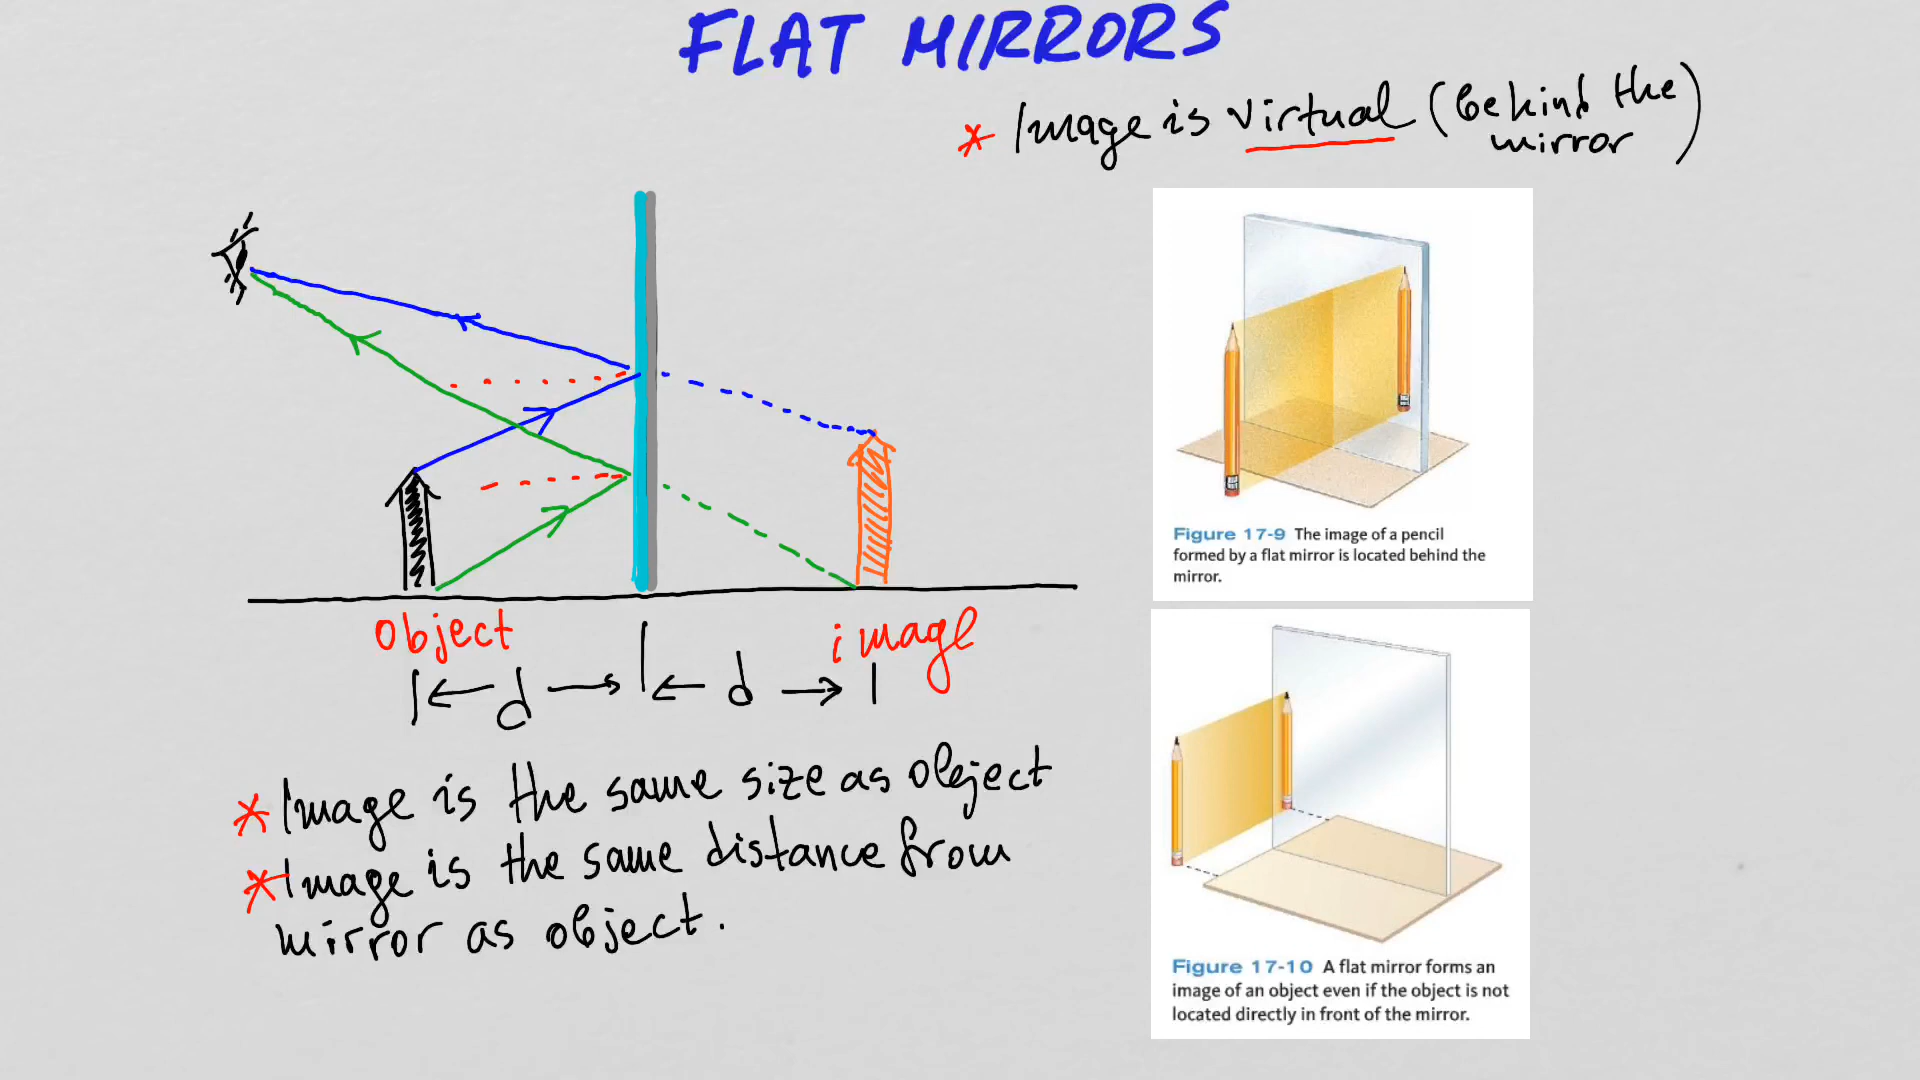 FLAT MIRRORS
* Image is virtual (behind the
mirror)
Figure 17-9 The image of a pencil
formed by a flat mirror is located behind the
mirror.
object
image
d
d
* Image is the same size as object
* Image is the same distance from
mirror as object.
Figure 17-10 A flat mirror forms an
image of an object even if the object is not
located directly in front of the mirror.